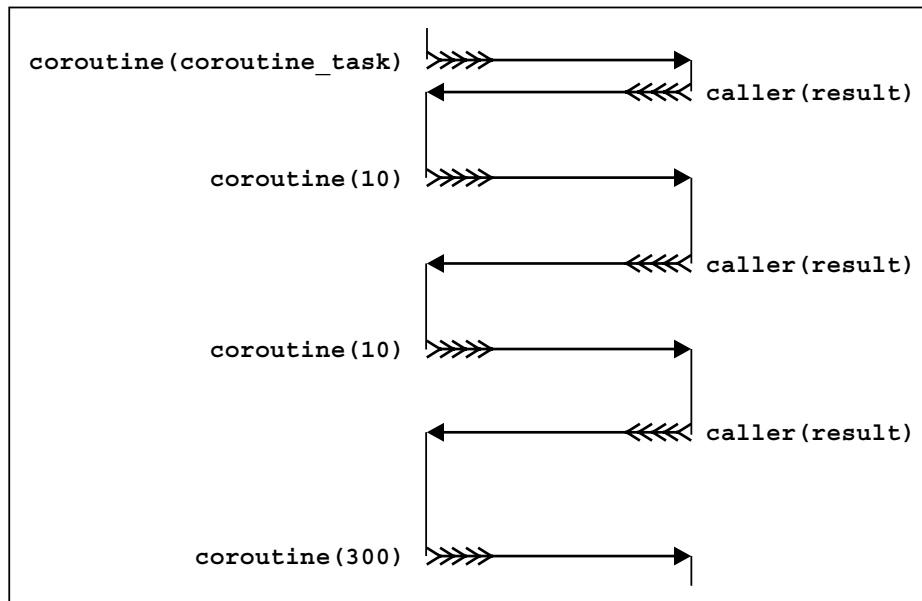 coroutine(coroutine_task)
caller(result)
coroutine(10)
caller(result)
coroutine(10)
caller(result)
coroutine(300)